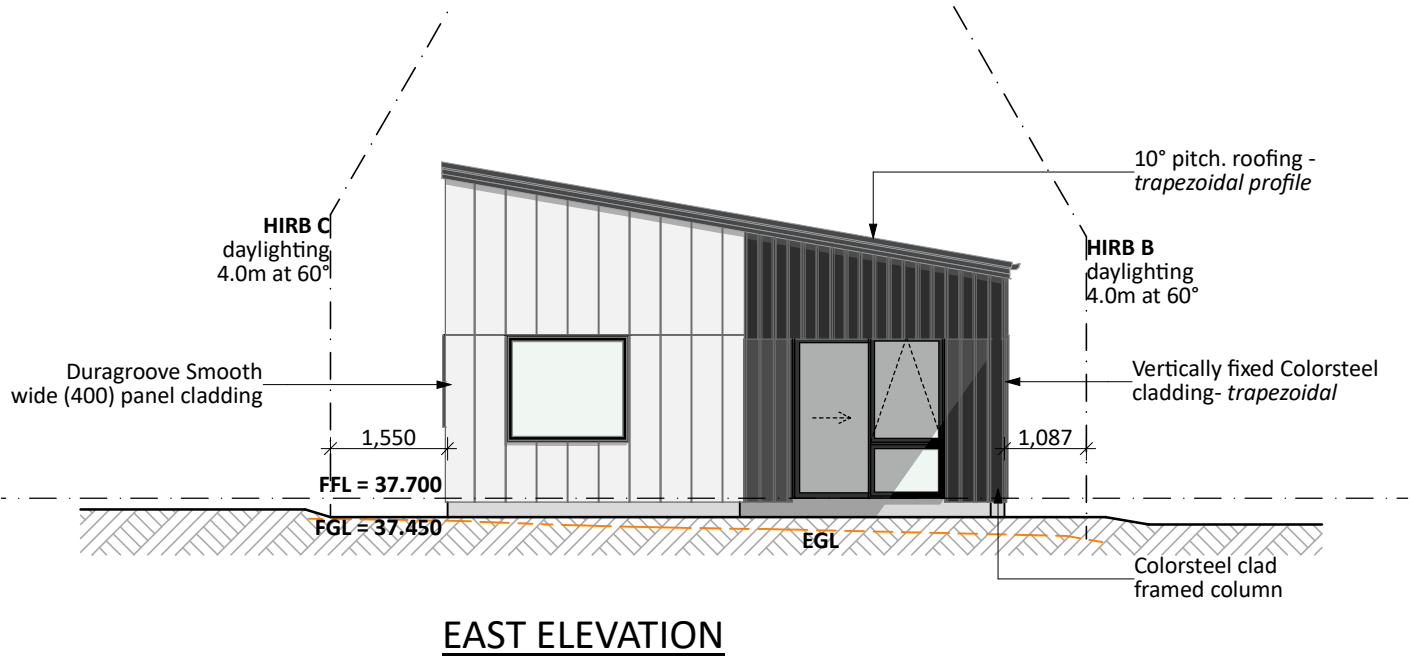 10° pitch. roofing -
trapezoidal profile
HIRB C
daylighting
4.0m at 60°
HIRB B
daylighting
4.0m at 60°
Duragroove Smooth
wide (400) panel cladding
Vertically fixed Colorsteel
cladding- trapezoidal
1,550
1,087
FFL = 37.700
FGL = 37.450
EGL
Colorsteel clad
framed column
EAST ELEVATION